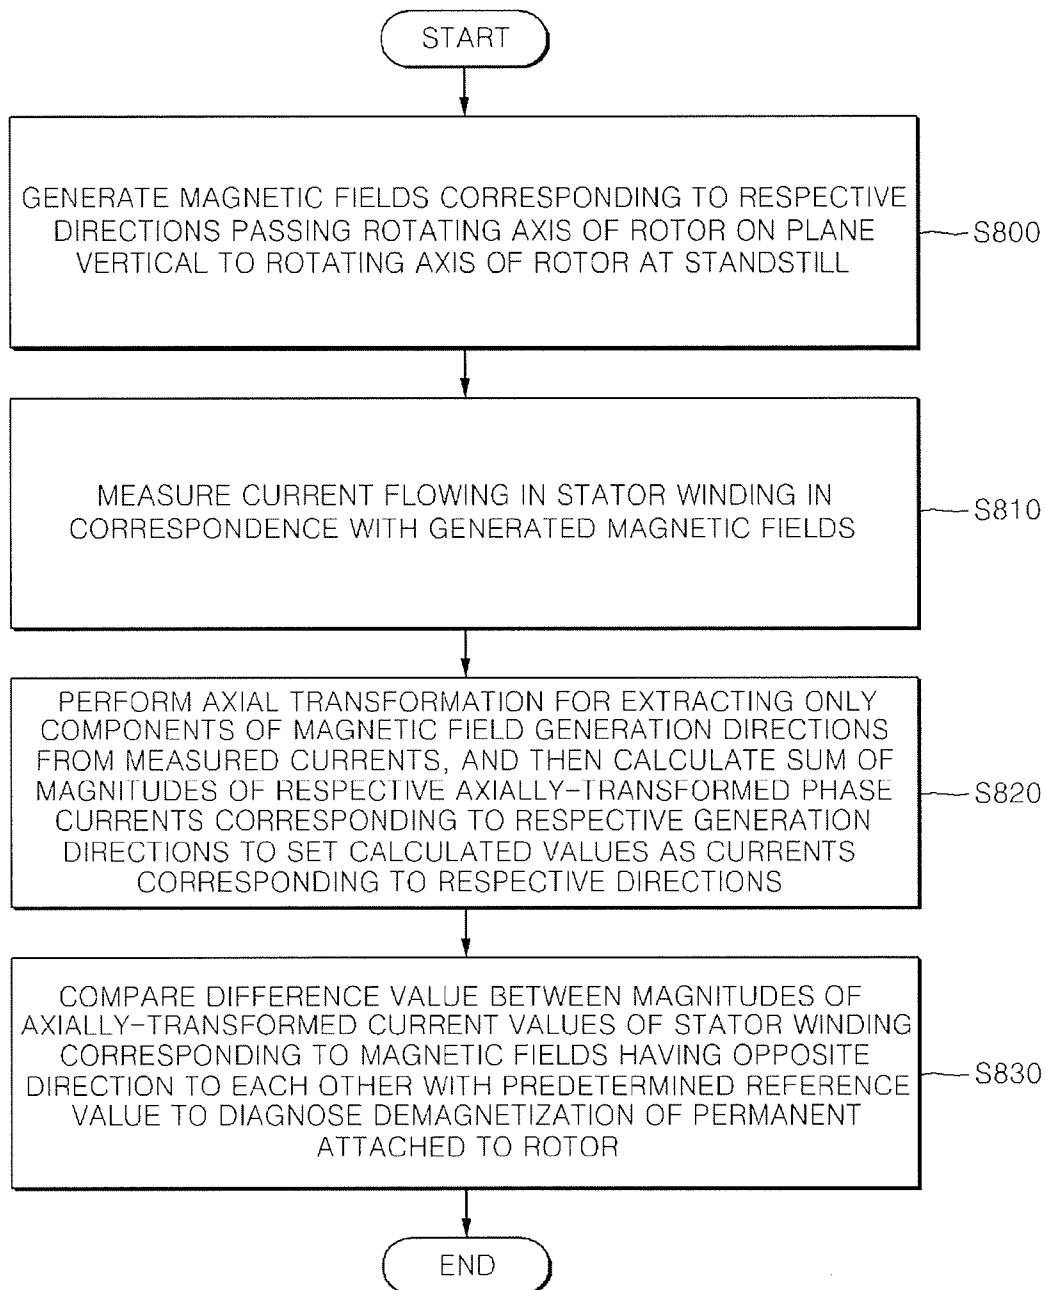 START
GENERATE MAGNETIC FIELDS CORRESPONDING TO RESPECTIVE
DIRECTIONS PASSING ROTATING AXIS OF ROTOR ON PLANE
VERTICAL TO ROTATING AXIS OF ROTOR AT STANDSTILL
S800
MEASURE CURRENT FLOWING IN STATOR WINDING IN
CORRESPONDENCE WITH GENERATED MAGNETIC FIELDS
S810
PERFORM AXIAL TRANSFORMATION FOR EXTRACTING ONLY
COMPONENTS OF MAGNETIC FIELD GENERATION DIRECTIONS
FROM MEASURED CURRENTS, AND THEN CALCULATE SUM OF
MAGNITUDES OF RESPECTIVE AXIALLY-TRANSFORMED PHASE
CURRENTS CORRESPONDING TO RESPECTIVE GENERATION
DIRECTIONS TO SET CALCULATED VALUES AS CURRENTS
CORRESPONDING TO RESPECTIVE DIRECTIONS
S820
COMPARE DIFFERENCE VALUE BETWEEN MAGNITUDES OF
AXIALLY-TRANSFORMED CURRENT VALUES OF STATOR WINDING
CORRESPONDING TO MAGNETIC FIELDS HAVING OPPOSITE
DIRECTION TO EACH OTHER WITH PREDETERMINED REFERENCE
VALUE TO DIAGNOSE DEMAGNETIZATION OF PERMANENT
ATTACHED TO ROTOR
S830
END